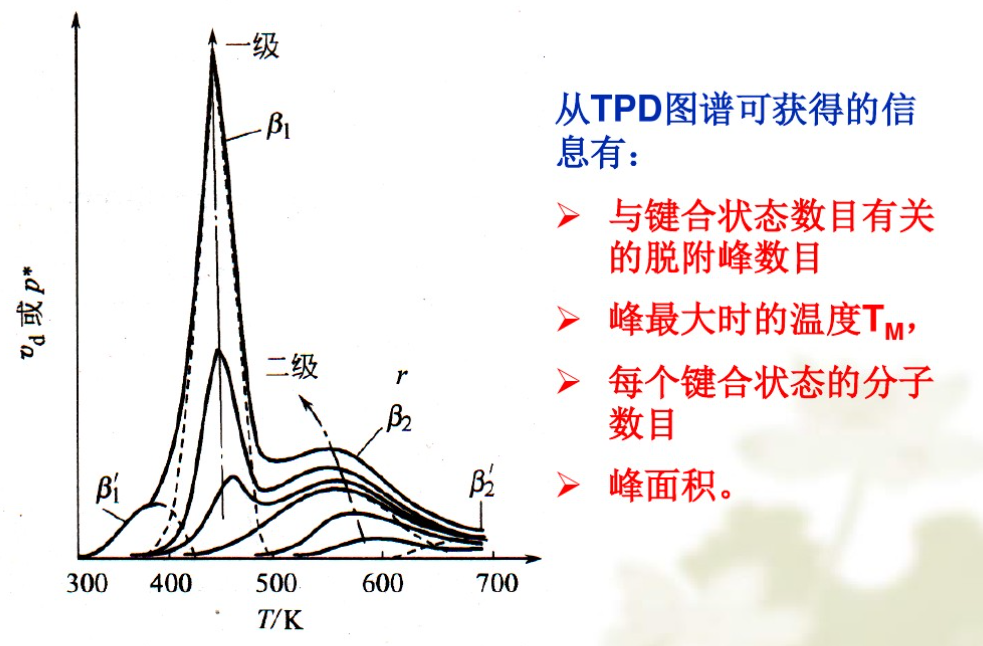 一级
β1
υd 或 p*
二级
r
β2
β1′
β2′
300 400 500 600 700
T/K
从TPD图谱可获得的信
息有：
➢ 与键合状态数目有关
的脱附峰数目
➢ 峰最大时的温度TM，
➢ 每个键合状态的分子
数目
➢ 峰面积。